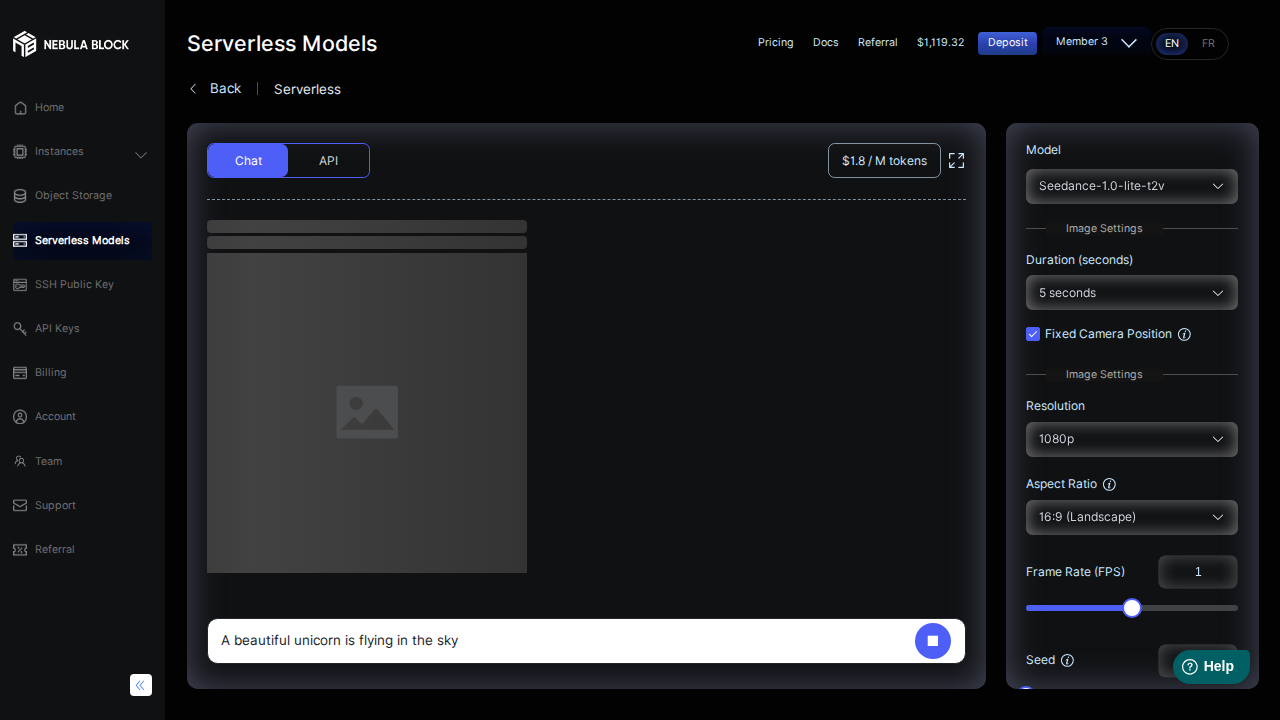 NEBULA BLOCK
Home
Instances
Object Storage
Serverless Models
SSH Public Key
API Keys
Billing
Account
Team
Support
Referral
Serverless Models
Pricing
Docs
Referral
$1,119.32
Deposit
Member 3
EN
FR
Back
Serverless
Chat
API
$1.8 / M tokens
A beautiful unicorn is flying in the sky
Model
Seedance-1.0-lite-t2v
Image Settings
Duration (seconds)
5 seconds
Fixed Camera Position
Image Settings
Resolution
1080p
Aspect Ratio
16:9 (Landscape)
Frame Rate (FPS)
1
Seed
Help